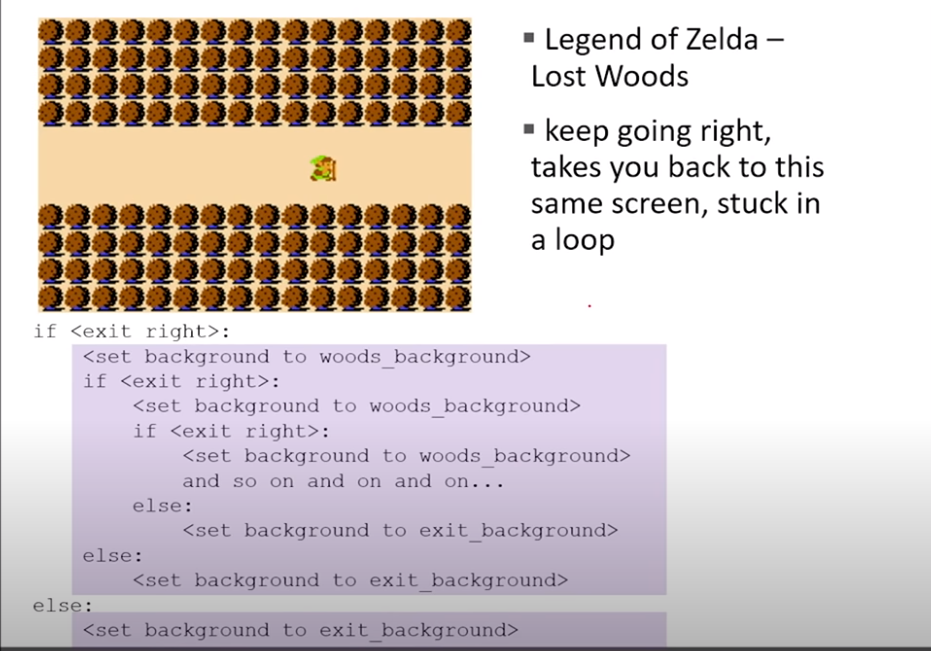 ▪ Legend of Zelda –
Lost Woods
▪ keep going right,
takes you back to this
same screen, stuck in
a loop
if <exit right>:
    <set background to woods_background>
    if <exit right>:
        <set background to woods_background>
        if <exit right>:
            <set background to woods_background>
            and so on and on and on...
        else:
            <set background to exit_background>
    else:
        <set background to exit_background>
else:
    <set background to exit_background>